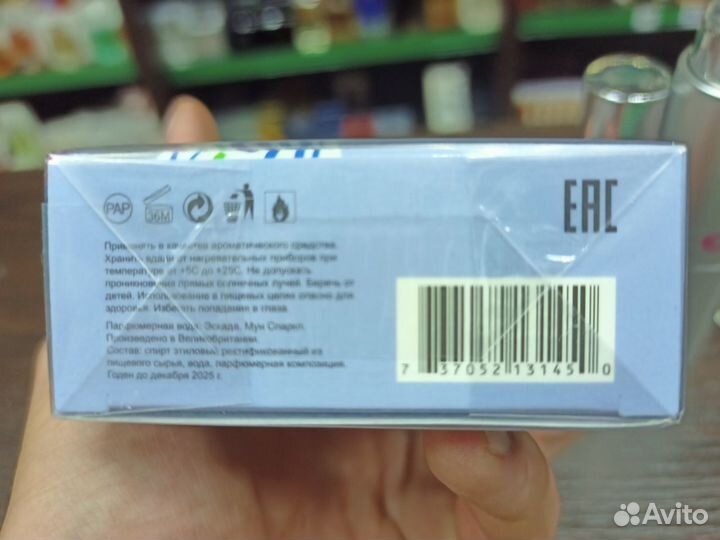 PAP
36M
EAC
Применять в качестве ароматического средства.
Хранить вдали от нагревательных приборов при
температуре от +5С до +25С. Не допускать
проникновения прямых солнечных лучей. Беречь от
детей. Использование в пищевых целях опасно для
здоровья. Избегать попадания в глаза.
Парфюмерная вода: Эскада, Мун Спаркл.
Произведено в Великобритании.
Состав: спирт этиловый ректификованный из
пищевого сырья, вода, парфюмерная композиция.
Годен до декабря 2025 г.
7 37052 13145 0
Avito